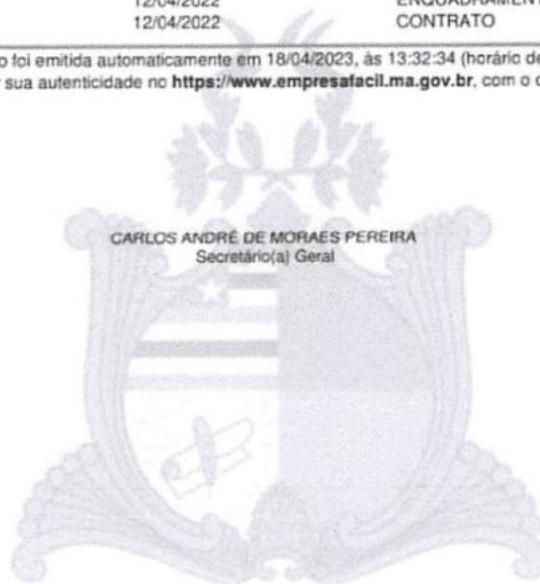 12/04/2022 ENQUADRAMENT
12/04/2022 CONTRATO
o foi emitida automaticamente em 18/04/2023, às 13:32:34 (horário de
sua autenticidade no https://www.empresafacil.ma.gov.br, com o c
CARLOS ANDRÉ DE MORAES PEREIRA
Secretário(a) Geral